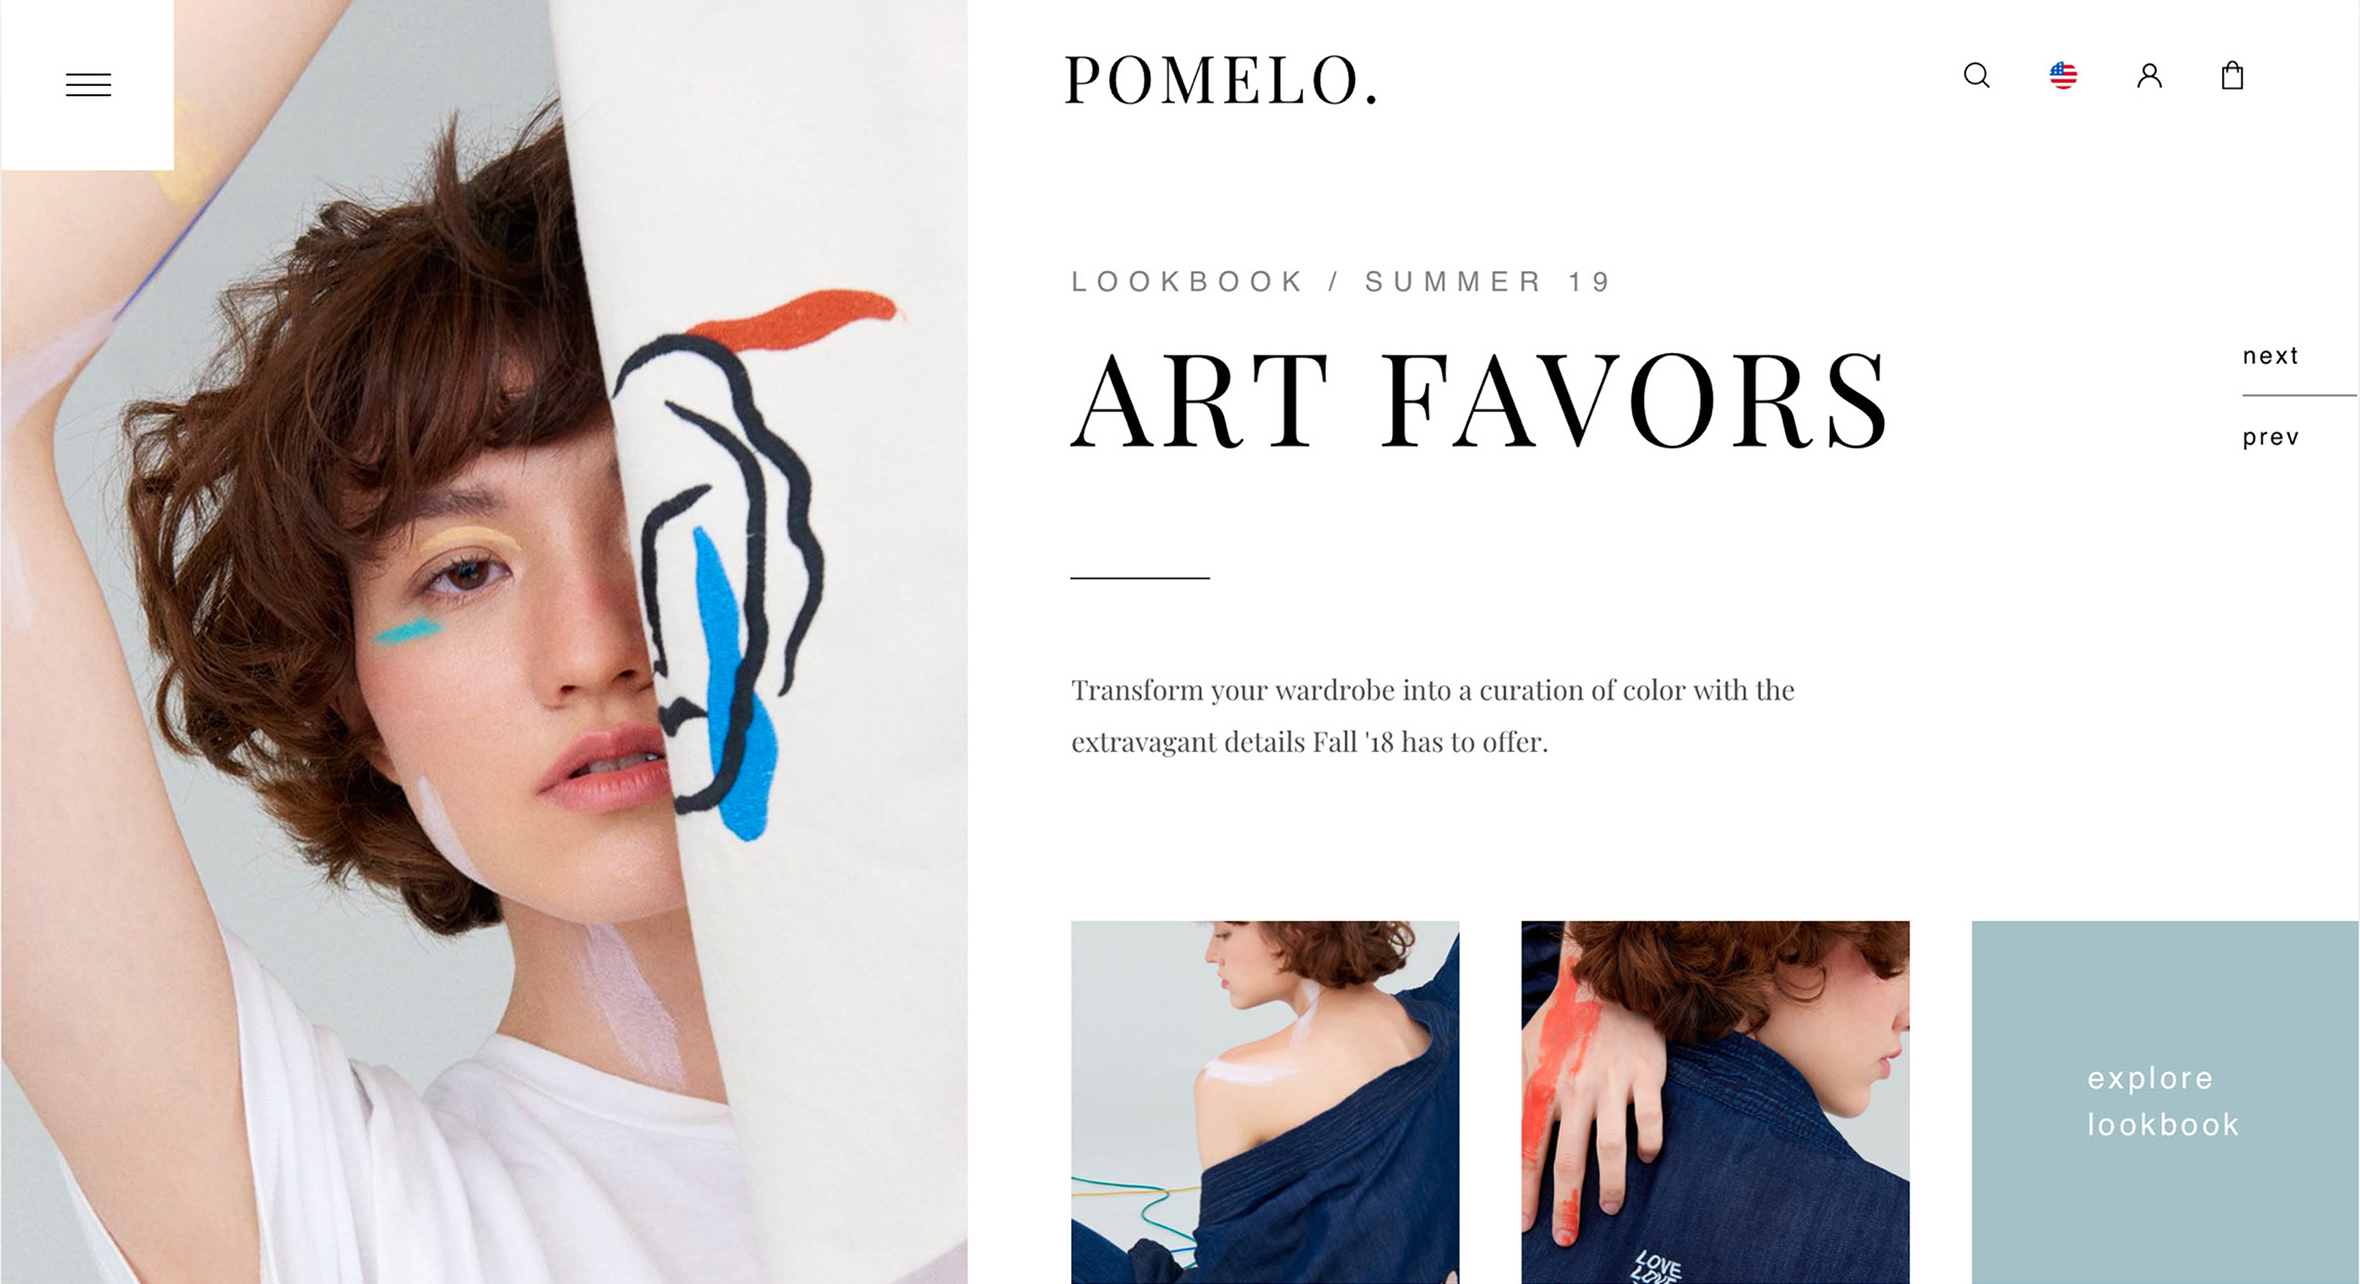 POMELO.
LOOKBOOK / SUMMER 19
ART FAVORS
next
prev
Transform your wardrobe into a curation of color with the
extravagant details Fall '18 has to offer.
explore
lookbook
LOVE
LOVE